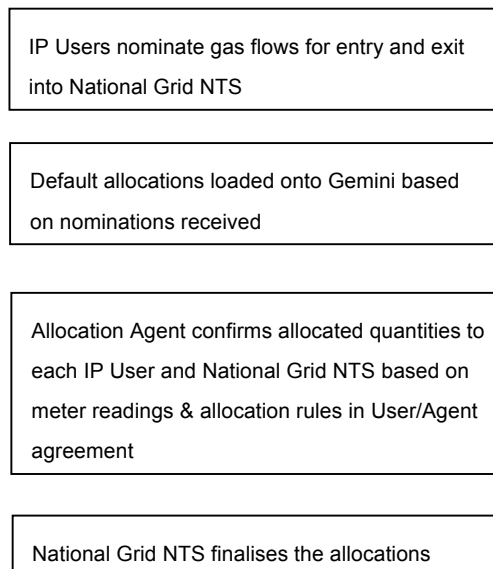 IP Users nominate gas flows for entry and exit
into National Grid NTS
Default allocations loaded onto Gemini based
on nominations received
Allocation Agent confirms allocated quantities to
each IP User and National Grid NTS based on
meter readings & allocation rules in User/Agent
agreement
National Grid NTS finalises the allocations